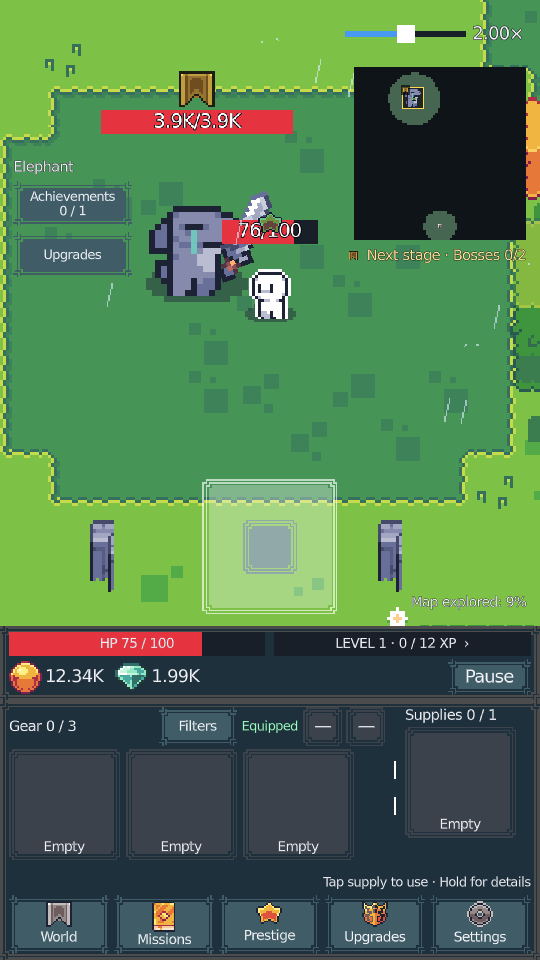 2.00×
3.9K/3.9K
Elephant
Achievements
0 / 1
76/100
Upgrades
Next stage · Bosses 0/2
Map explored: 9%
HP 75 / 100
LEVEL 1 · 0 / 12 XP ›
12.34K
1.99K
Pause
Gear 0 / 3
Filters
Equipped
—
—
Supplies 0 / 1
Empty
Empty
Empty
Empty
Tap supply to use · Hold for details
World
Missions
Prestige
Upgrades
Settings